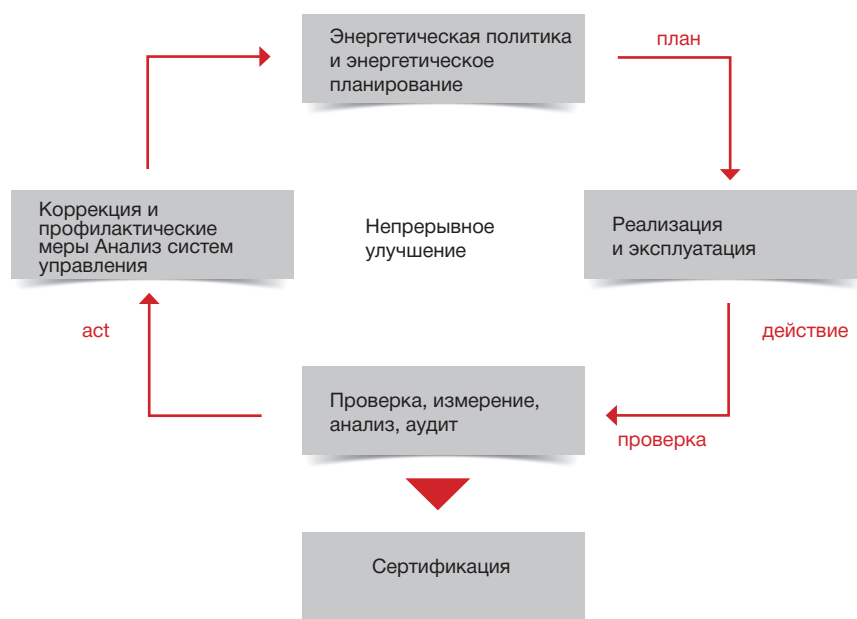 Энергетическая политика
и энергетическое
планирование
план
Коррекция и
профилактические
меры Анализ систем
управления
Непрерывное
улучшение
Реализация
и эксплуатация
act
действие
Проверка, измерение,
анализ, аудит
проверка
Сертификация